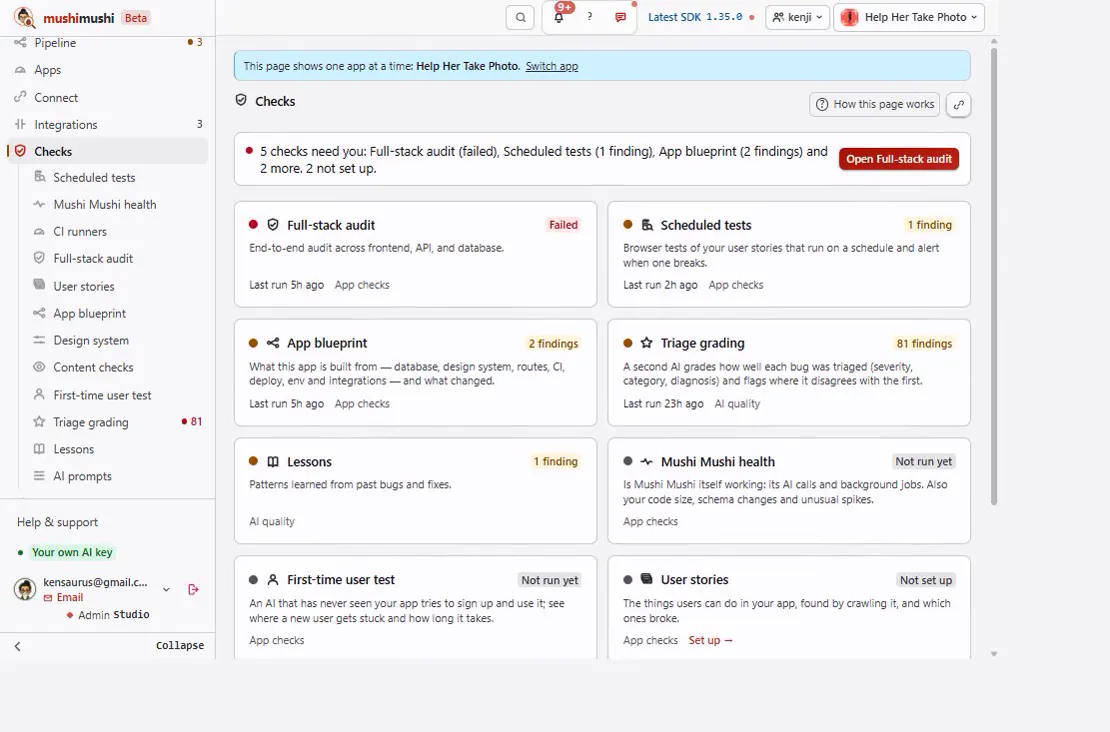 mushimushi Beta
9+
?
Latest SDK 1.35.0
kenji
Help Her Take Photo
Pipeline 3
Apps
Connect
Integrations 3
Checks
Scheduled tests
Mushi Mushi health
CI runners
Full-stack audit
User stories
App blueprint
Design system
Content checks
First-time user test
Triage grading 81
Lessons
AI prompts
Help & support
Your own AI key
kensaurus@gmail.c...
Email
Admin Studio
Collapse
This page shows one app at a time: Help Her Take Photo. Switch app
Checks
How this page works
5 checks need you: Full-stack audit (failed), Scheduled tests (1 finding), App blueprint (2 findings) and
2 more. 2 not set up.
Open Full-stack audit
Full-stack audit Failed
End-to-end audit across frontend, API, and database.
Last run 5h ago App checks
Scheduled tests 1 finding
Browser tests of your user stories that run on a schedule and alert
when one breaks.
Last run 2h ago App checks
App blueprint 2 findings
What this app is built from — database, design system, routes, CI,
deploy, env and integrations — and what changed.
Last run 5h ago App checks
Triage grading 81 findings
A second AI grades how well each bug was triaged (severity,
category, diagnosis) and flags where it disagrees with the first.
Last run 23h ago AI quality
Lessons 1 finding
Patterns learned from past bugs and fixes.
AI quality
Mushi Mushi health Not run yet
Is Mushi Mushi itself working: its AI calls and background jobs. Also
your code size, schema changes and unusual spikes.
App checks
First-time user test Not run yet
An AI that has never seen your app tries to sign up and use it; see
where a new user gets stuck and how long it takes.
App checks
User stories Not set up
The things users can do in your app, found by crawling it, and which
ones broke.
App checks Set up →